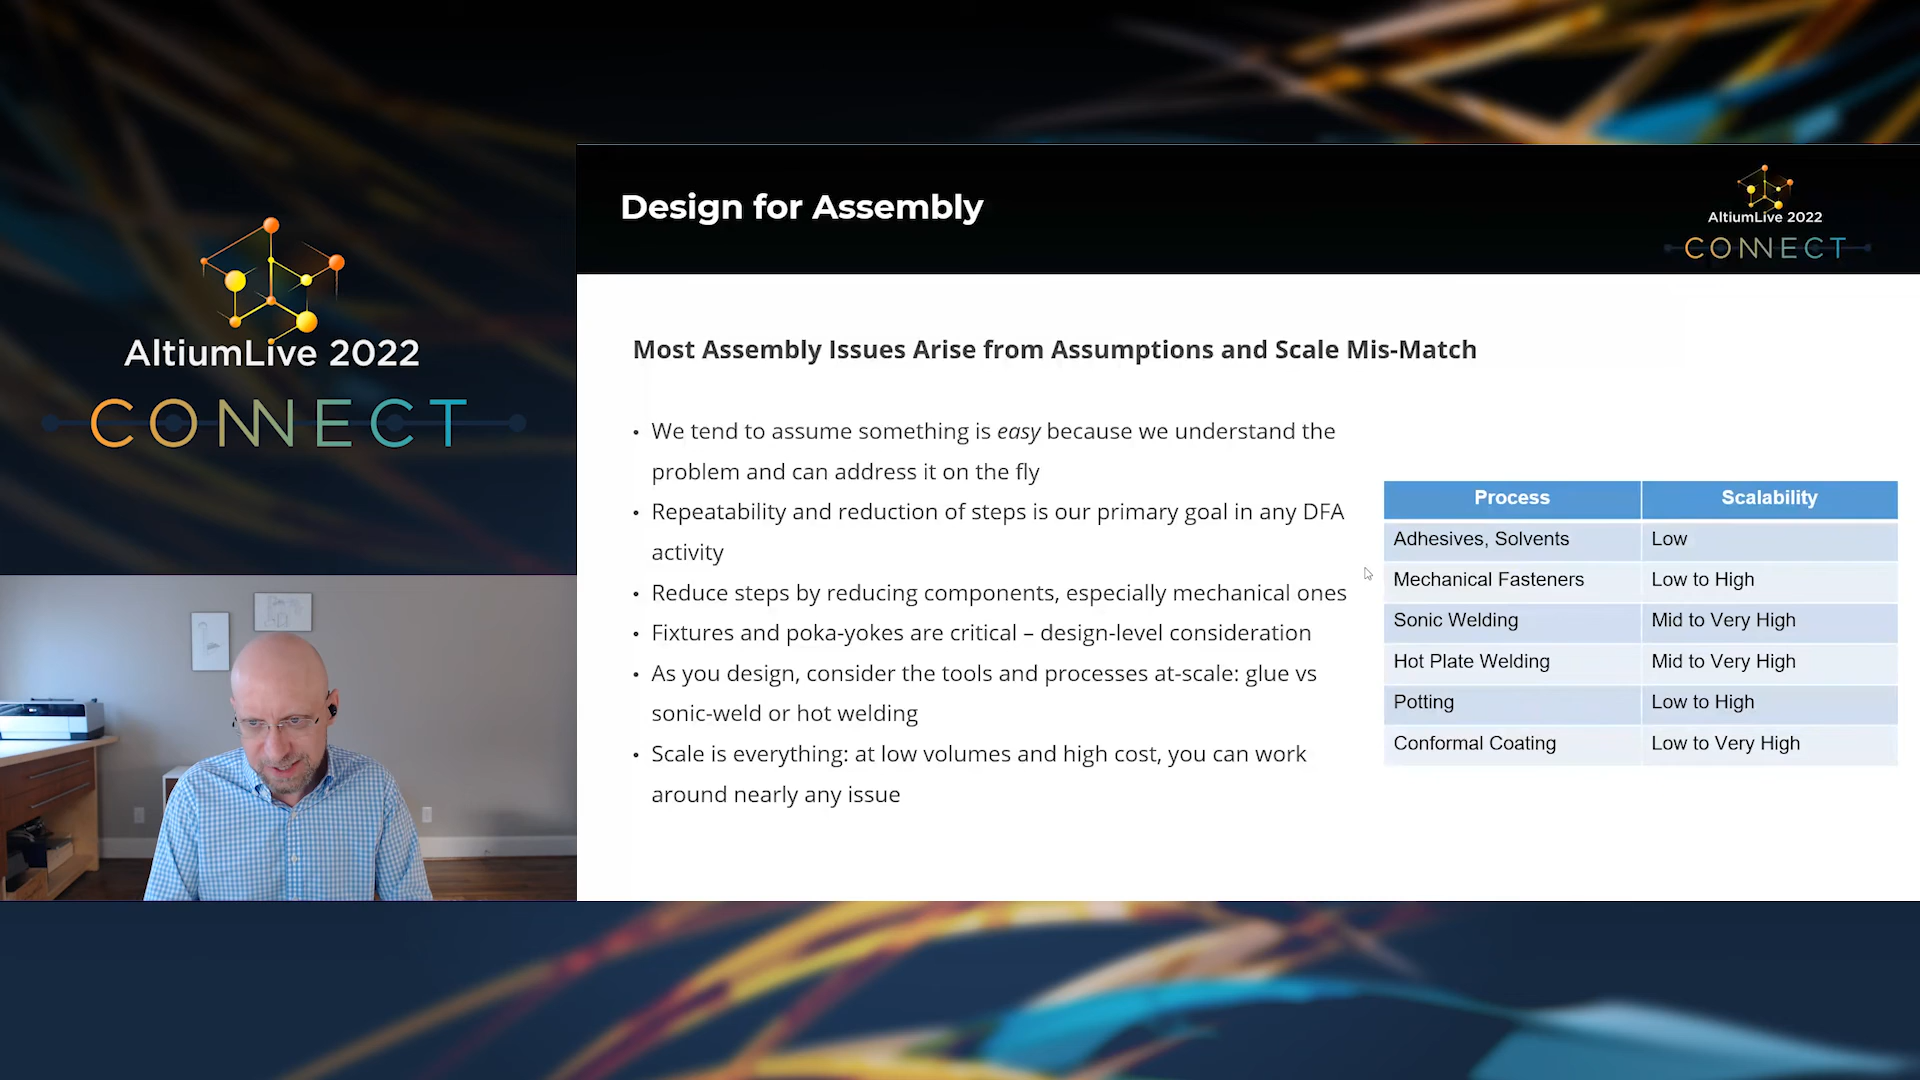 AltiumLive 2022
CONNECT
Design for Assembly
AltiumLive 2022
CONNECT
Most Assembly Issues Arise from Assumptions and Scale Mis-Match
• We tend to assume something is easy because we understand the
problem and can address it on the fly
• Repeatability and reduction of steps is our primary goal in any DFA
activity
• Reduce steps by reducing components, especially mechanical ones
• Fixtures and poka-yokes are critical – design-level consideration
• As you design, consider the tools and processes at-scale: glue vs
sonic-weld or hot welding
• Scale is everything: at low volumes and high cost, you can work
around nearly any issue
Process Scalability
Adhesives, Solvents Low
Mechanical Fasteners Low to High
Sonic Welding Mid to Very High
Hot Plate Welding Mid to Very High
Potting Low to High
Conformal Coating Low to Very High